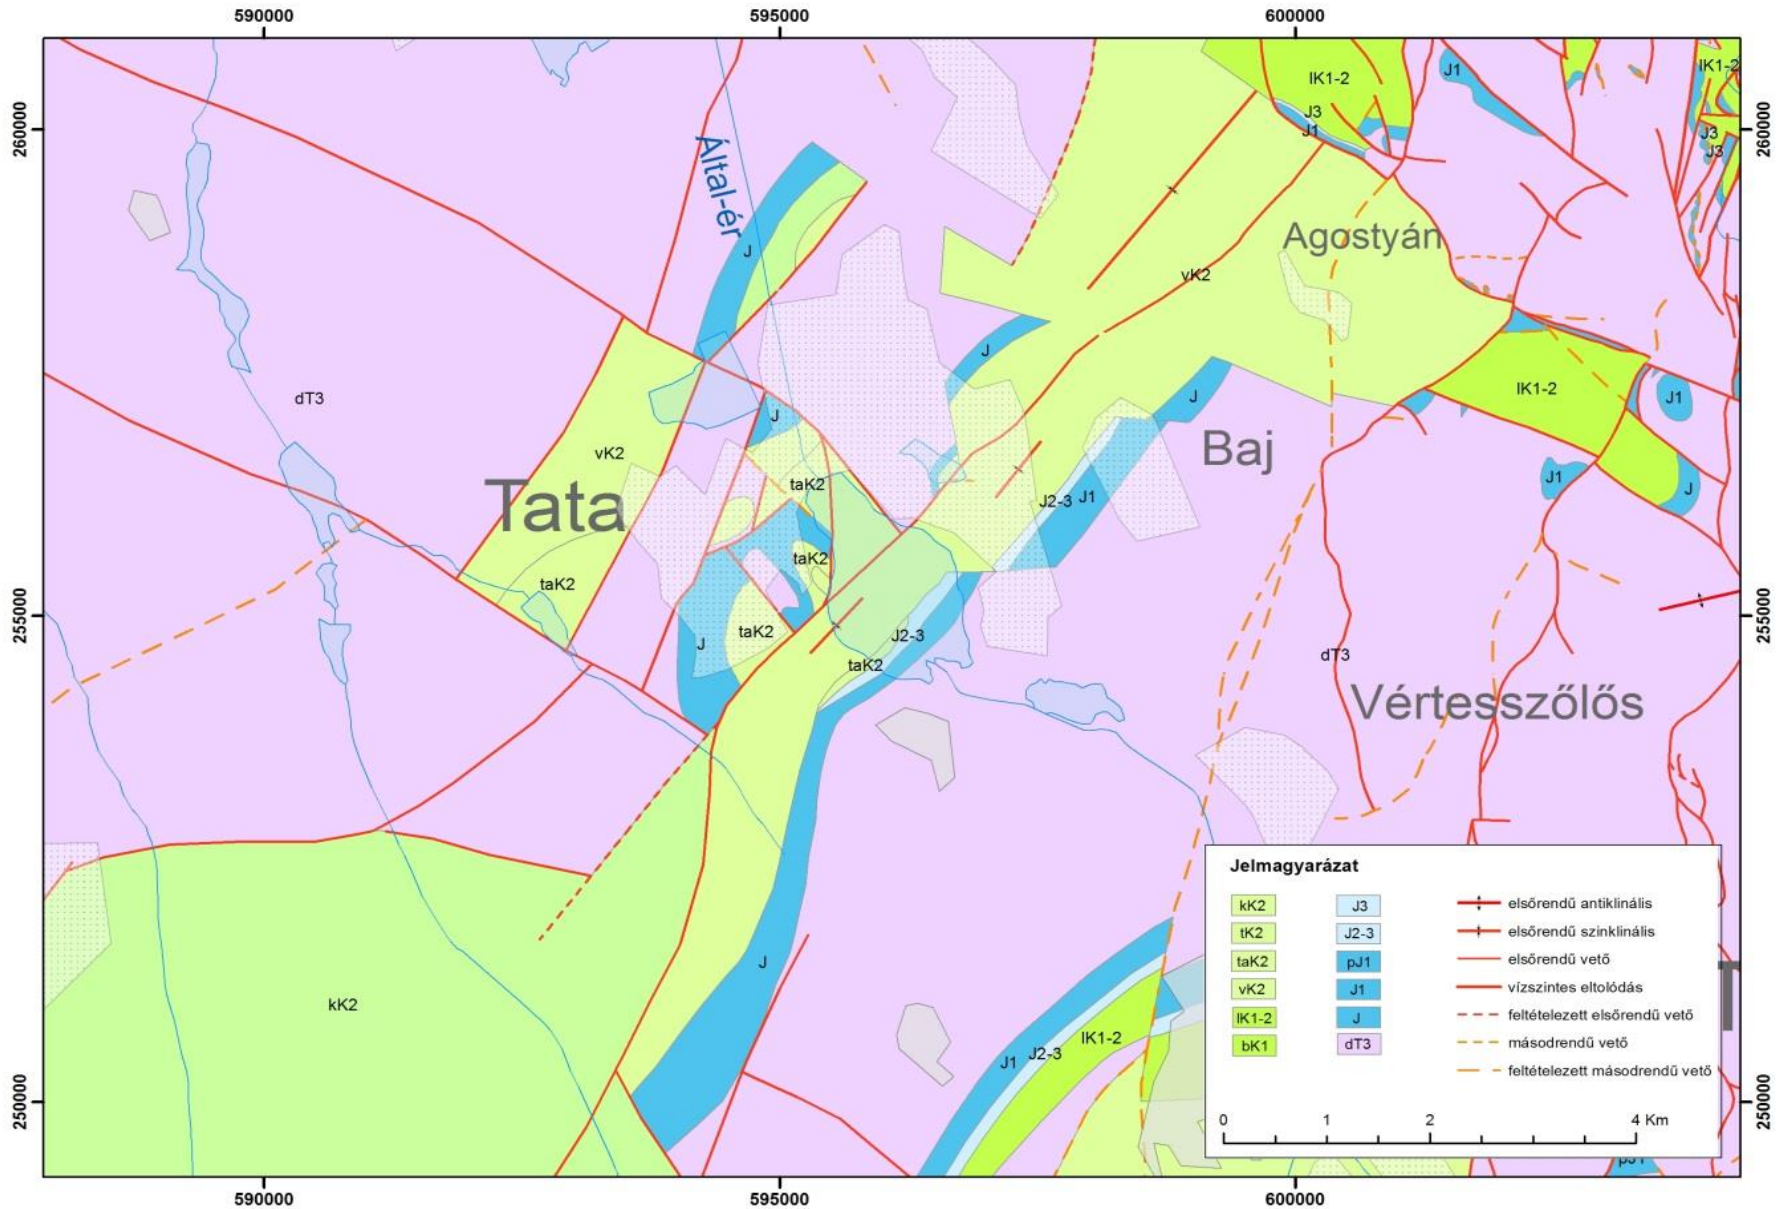 590000
595000
600000
260000
260000
255000
255000
250000
250000
lK1-2
J1
lK1-2
J3
J1
J3
J3
Által-ér
J
Agostyán
vK2
J
dT3
J
J
lK1-2
J1
vK2
Baj
Tata
taK2
J2-3
J1
J1
J
taK2
taK2
taK2
J
J2-3
taK2
dT3
Vértesszőlős
J
kK2
J1
J2-3
lK1-2
T
pJ1
Jelmagyarázat
kK2
tK2
taK2
vK2
lK1-2
bK1
J3
J2-3
pJ1
J1
J
dT3
elsőrendű antiklinális
elsőrendű szinklinális
elsőrendű vető
vízszintes eltolódás
feltételezett elsőrendű vető
másodrendű vető
feltételezett másodrendű vető
0 1 2 4 Km
590000
595000
600000